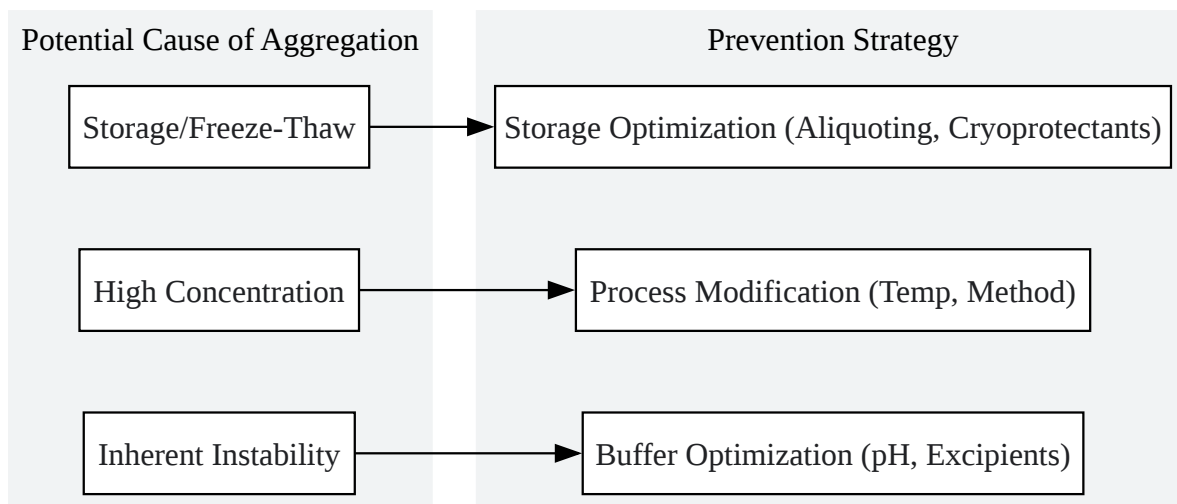 Potential Cause of Aggregation
Prevention Strategy
Storage/Freeze-Thaw
Storage Optimization (Aliquoting, Cryoprotectants)
High Concentration
Process Modification (Temp, Method)
Inherent Instability
Buffer Optimization (pH, Excipients)